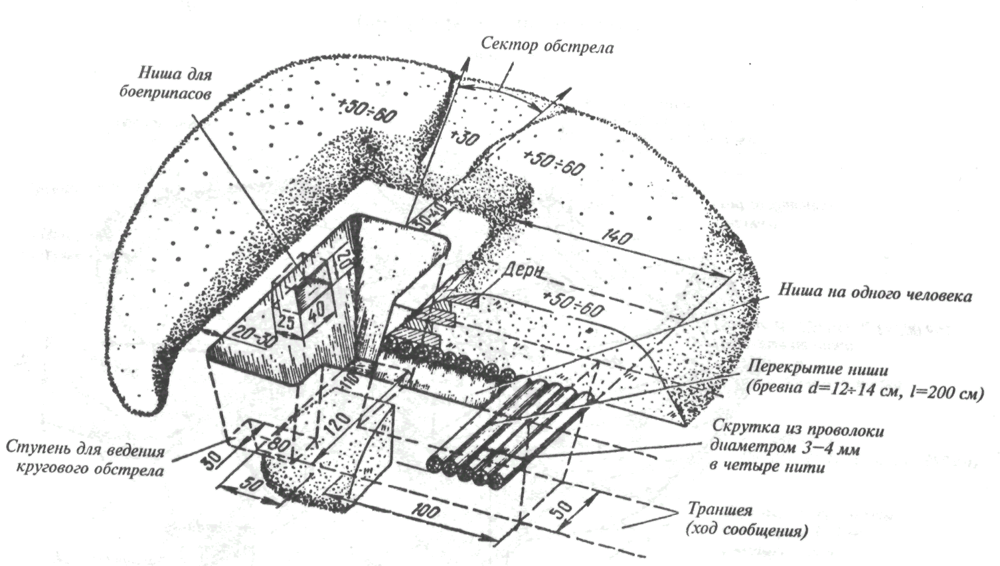 Сектор обстрела
Ниша для
боеприпасов
+50÷60
+30
+50÷60
30-40
140
Дерн
20
Ниша на одного человека
+50÷60
40
25
20-30
Перекрытие ниши
(бревна d=12÷14 см, l=200 см)
110
120
Скрутка из проволоки
диаметром 3–4 мм
в четыре нити
-80
Ступень для ведения
кругового обстрела
30
50
100
50
Траншея
(ход сообщения)